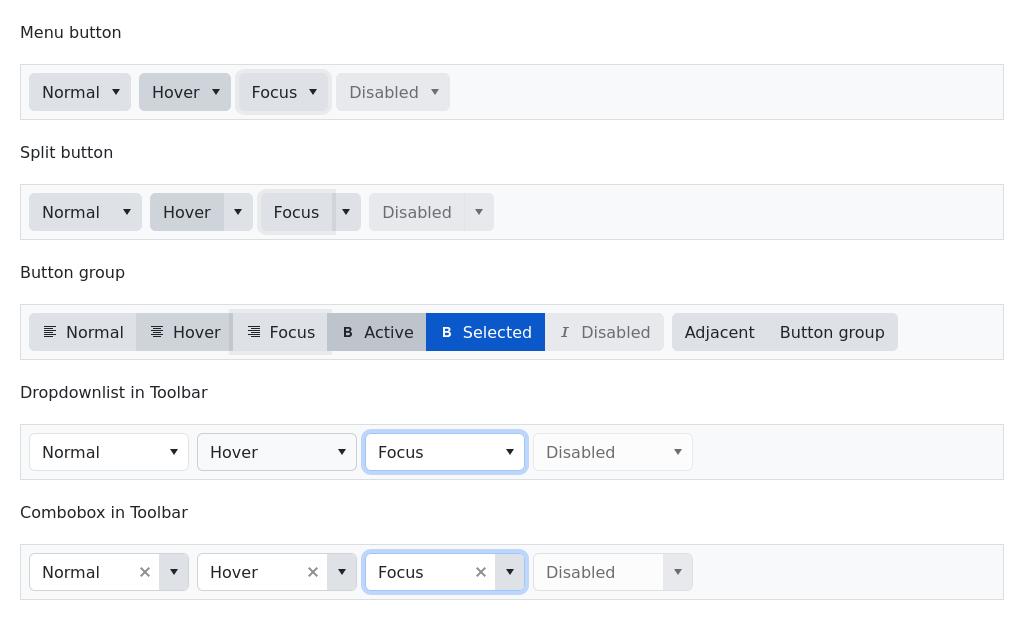 Menu button
Normal Hover Focus Disabled
Split button
Normal Hover Focus Disabled
Button group
Normal Hover Focus B Active B Selected I Disabled Adjacent Button group
Dropdownlist in Toolbar
Normal Hover Focus Disabled
Combobox in Toolbar
Normal Hover Focus Disabled